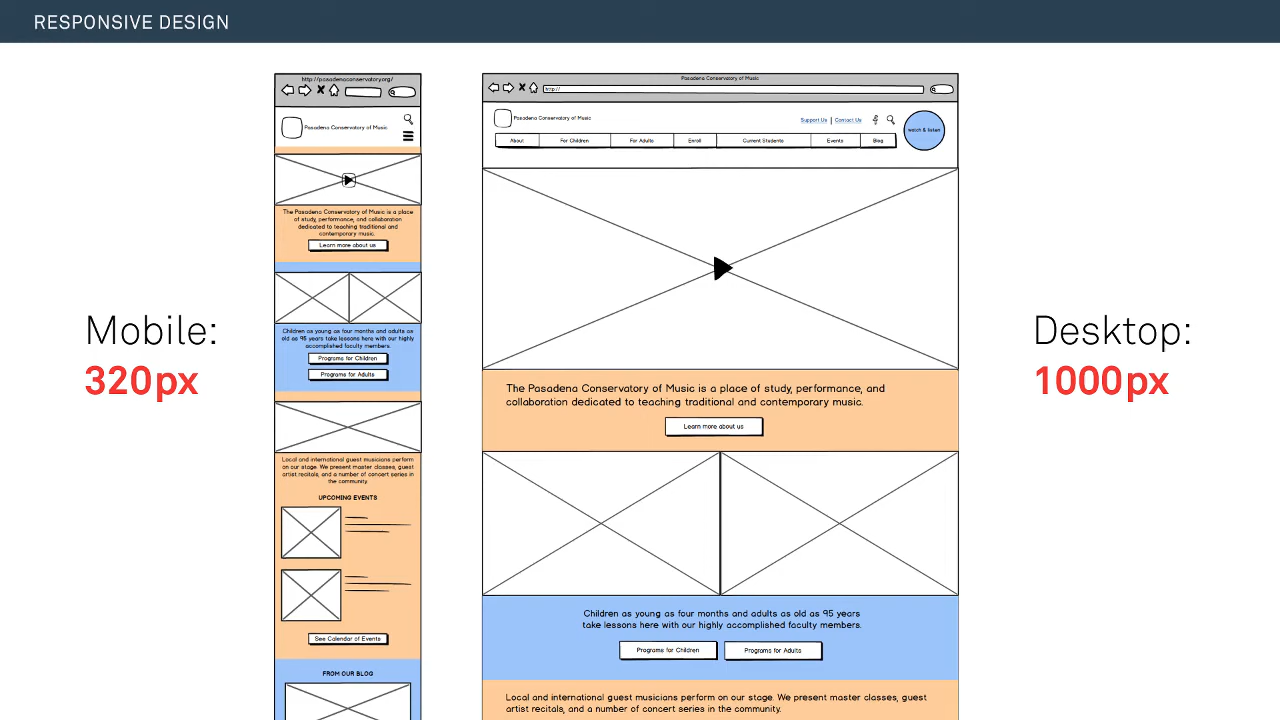 RESPONSIVE DESIGN
Mobile:
320px
http://pasadenaconservatory.org/
Pasadena Conservatory of Music
The Pasadena Conservatory of Music is a place
of study, performance, and collaboration
dedicated to teaching traditional and
contemporary music.
Learn more about us
Children as young as four months and adults as
old as 95 years take lessons here with our highly
accomplished faculty members.
Programs for Children
Programs for Adults
Local and international guest musicians perform
on our stage. We present master classes, guest
artist recitals, and a number of concert series in
the community.
UPCOMING EVENTS
See Calendar of Events
FROM OUR BLOG
Pasadena Conservatory of Music
http://
Pasadena Conservatory of Music
Support Us | Contact Us
watch & listen
About For Children For Adults Enroll Current Students Events Blog
The Pasadena Conservatory of Music is a place of study, performance, and
collaboration dedicated to teaching traditional and contemporary music.
Learn more about us
Children as young as four months and adults as old as 95 years
take lessons here with our highly accomplished faculty members.
Programs for Children Programs for Adults
Local and international guest musicians perform on our stage. We present master classes, guest
artist recitals, and a number of concert series in the community.
Desktop:
1000px